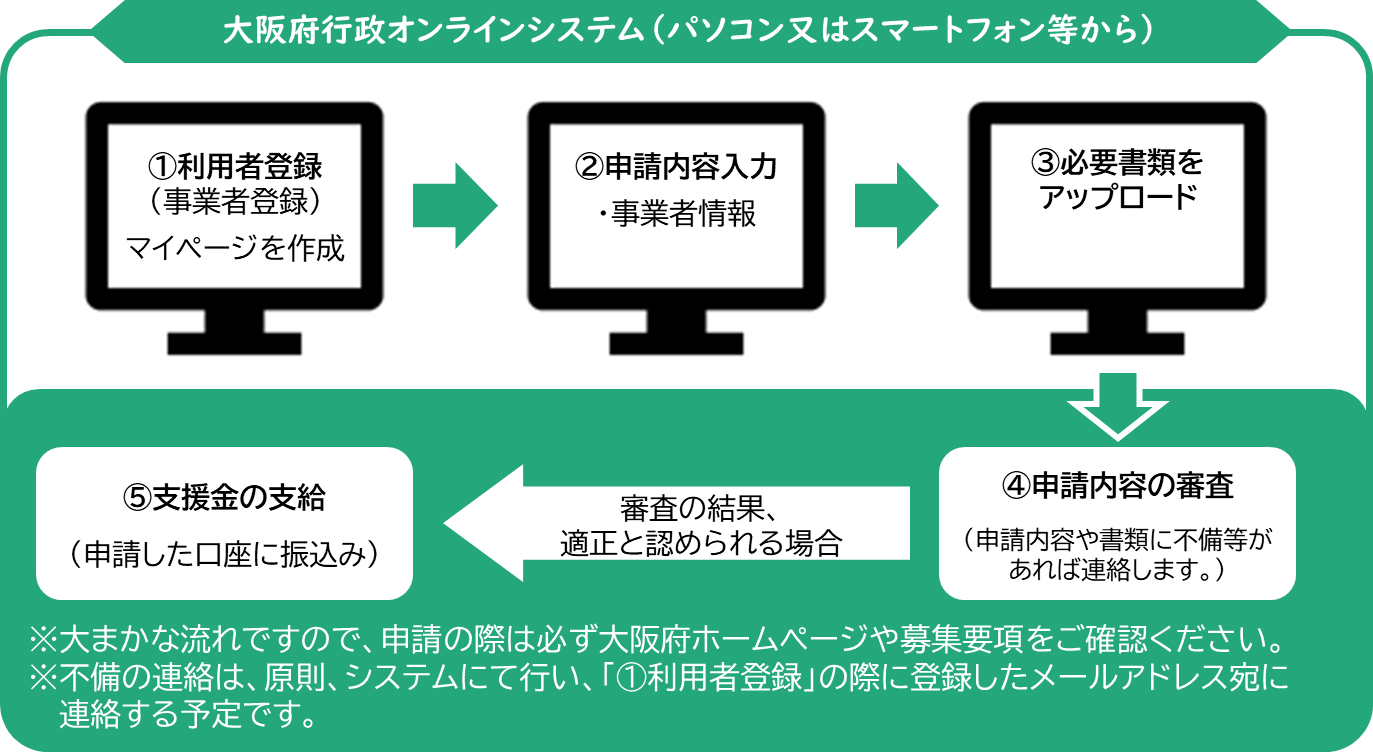 大阪府行政オンラインシステム（パソコン又はスマートフォン等から）
①利用者登録
（事業者登録）
マイページを作成
②申請内容入力
・事業者情報
③必要書類を
アップロード
④申請内容の審査
（申請内容や書類に不備等が
あれば連絡します。）
審査の結果、
適正と認められる場合
⑤支援金の支給
（申請した口座に振込み）
※大まかな流れですので、申請の際は必ず大阪府ホームページや募集要項をご確認ください。
※不備の連絡は、原則、システムにて行い、「①利用者登録」の際に登録したメールアドレス宛に
連絡する予定です。